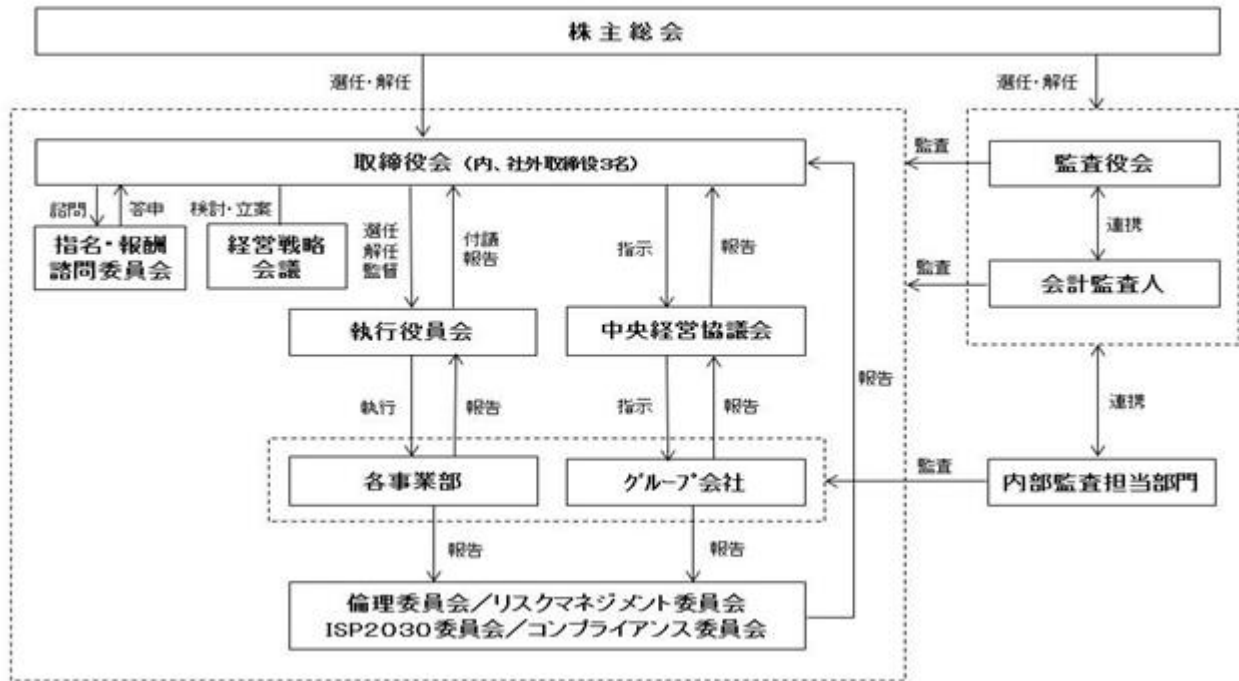 株主総会
選任・解任
選任・解任
取締役会（内、社外取締役3名）
監査
監査役会
諮問
答申
検討・立案
選任
解任
監督
付議
報告
指示
報告
連携
指名・報酬
諮問委員会
経営戦略
会議
監査
会計監査人
執行役員会
中央経営協議会
執行
報告
指示
報告
報告
連携
各事業部
グループ会社
監査
内部監査担当部門
報告
報告
倫理委員会／リスクマネジメント委員会
ISP2030委員会／コンプライアンス委員会